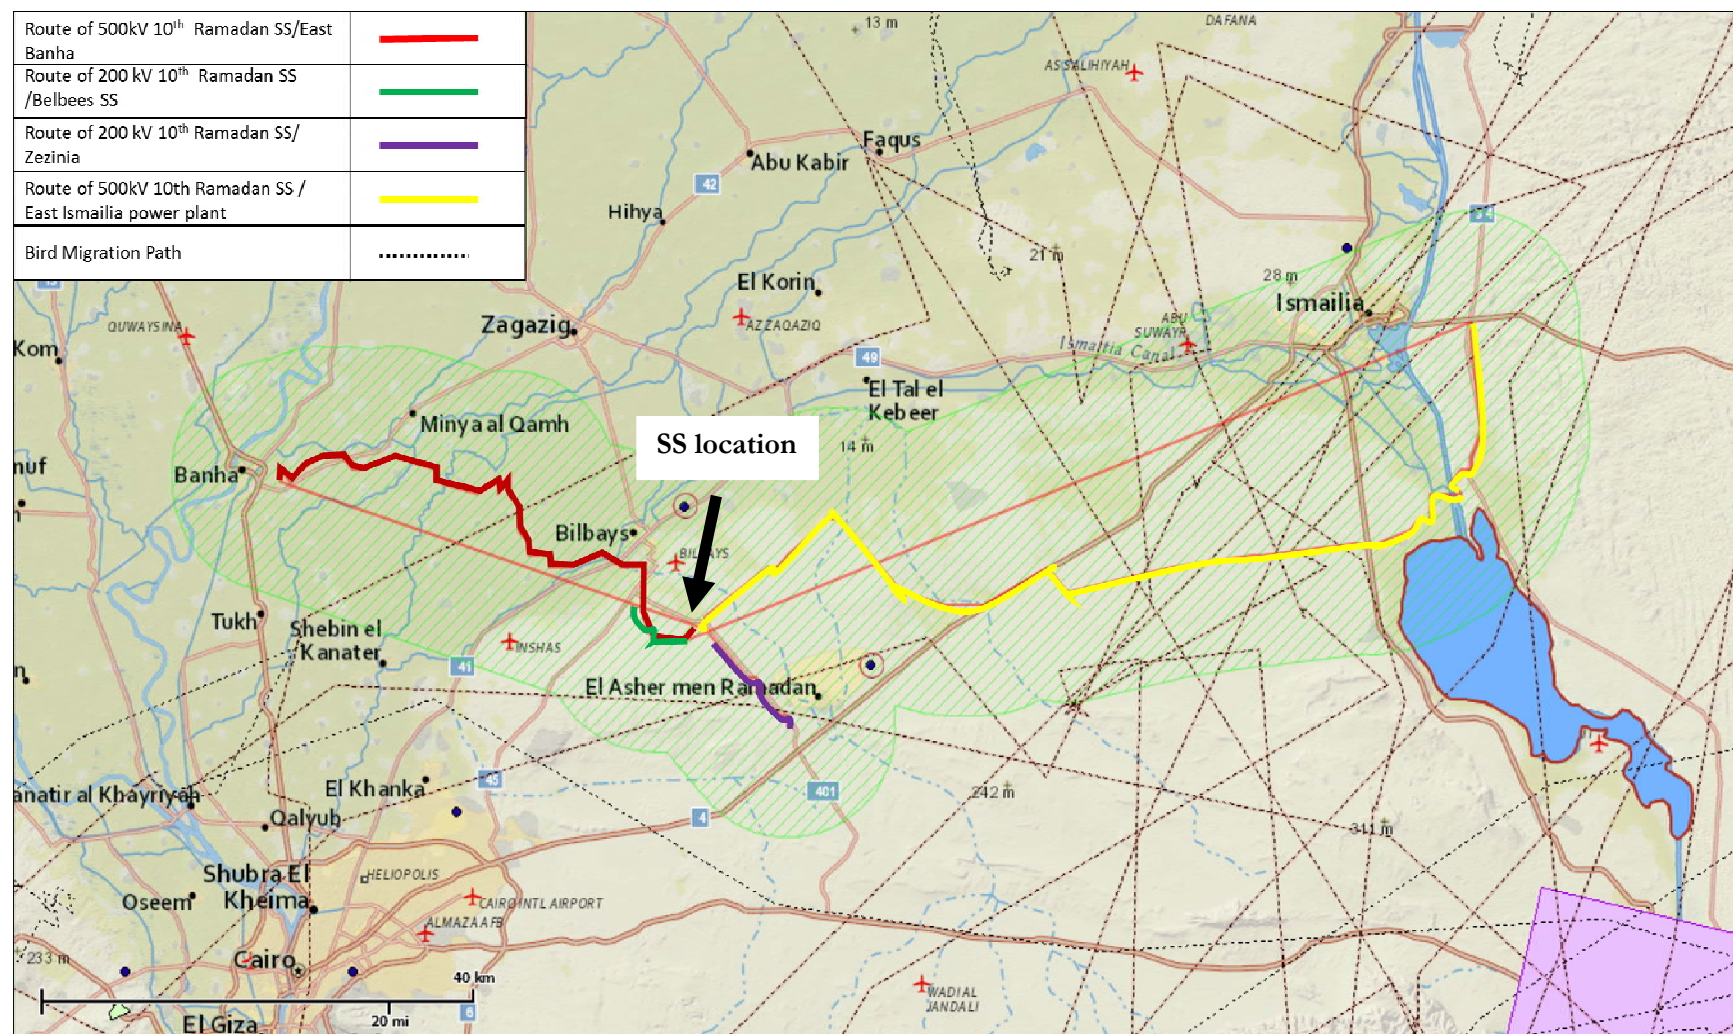 Route of 500kV 10th Ramadan SS/East
Banha
Route of 200 kV 10th Ramadan SS
/Belbees SS
Route of 200 kV 10th Ramadan SS/
Zezinia
Route of 500kV 10th Ramadan SS /
East Ismailia power plant
Bird Migration Path
13 m
DAFANA
AS SALIHIYAH
Faqus
Abu Kabir
42
Hihya
21 m
28 m
El Korin
Ismailia
QUWAYSINA
Zagazig
AZ ZAQAZIQ
ABU
SUWAYR
Ismailia Canal
Kom
49
El Tal el
Kebeer
Minya al Qamh
SS location
14 m
nuf
Banha
Bilbays
BILBAYS
Tukh
Shebin el
Kanater
INSHAS
41
El Asher men Ramadan
45
El Khanka
401
242 m
anatir al Khayriyah
Qalyub
4
311 m
Shubra El
Kheima
HELIOPOLIS
Oseem
CAIRO INTL AIRPORT
ALMAZA AFB
233 m
Cairo
40 km
WADI AL
JANDALI
20 mi
6
El Giza